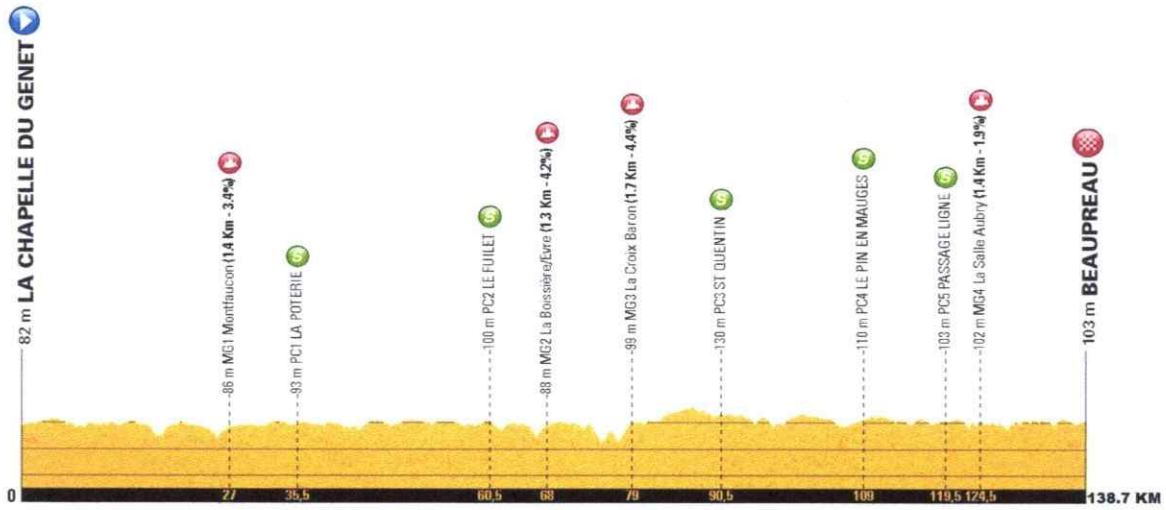 82 m LA CHAPELLE DU GENET
86 m MG1 Montfaucon (1.4 Km - 3.4%)
93 m PC1 LA POTERIE
S
100 m PC2 LE FUILET
S
88 m MG2 La Boissière/Evre (1.3 Km - 4.2%)
99 m MG3 La Croix Baron (1.7 Km - 4.4%)
130 m PC3 ST QUENTIN
S
110 m PC4 LE PIN EN MAUGES
S
103 m PC5 PASSAGE LIGNE
S
102 m MG4 La Salle Aubry (1.4 Km - 1.9%)
103 m BEAUPREAU
0
27
35,5
60,5
68
79
90,5
109
119,5
124,5
138.7 KM